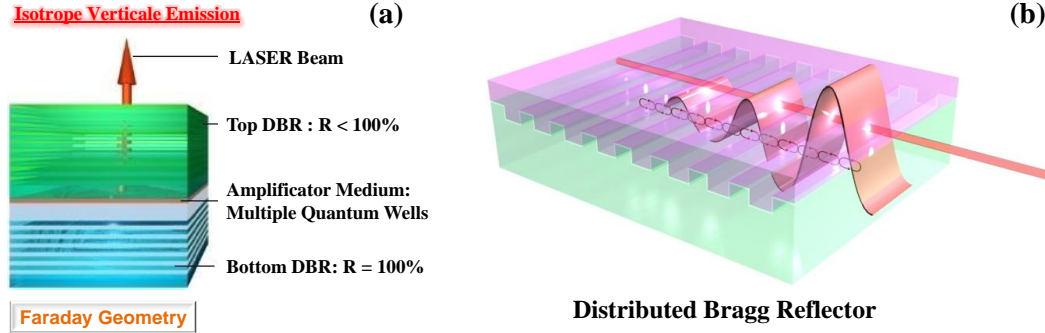 Isotrope Verticale Emission
(a)
LASER Beam
Top DBR : R < 100%
Amplificator Medium:
Multiple Quantum Wells
Bottom DBR: R = 100%
Faraday Geometry
(b)
Distributed Bragg Reflector